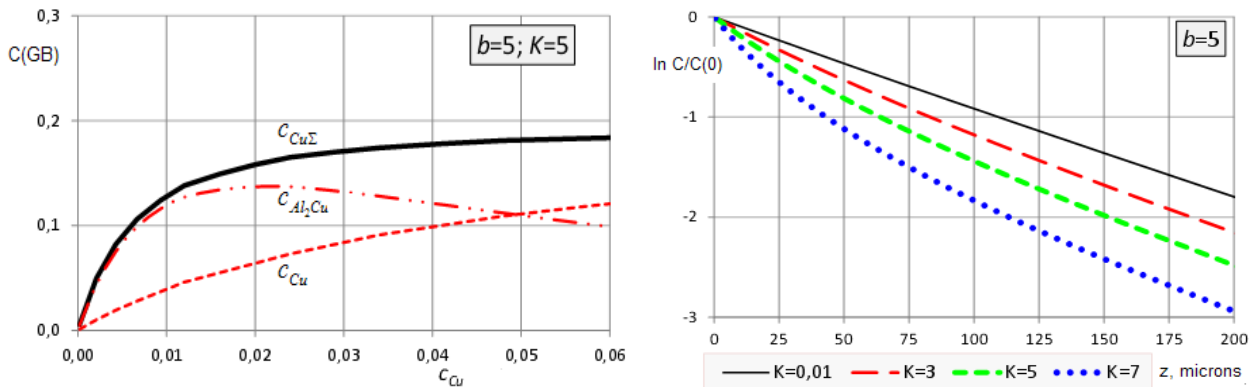 0,3
C(GB)
b=5; K=5
0,2
C_CuΣ
C_Al₂Cu
0,1
C_Cu
0,0
0,00 0,01 0,02 0,03 0,04 0,05 0,06
c_Cu
0
ln C/C(0)
b=5
-1
-2
-3
0 25 50 75 100 125 150 175 200
K=0,01 K=3 K=5 K=7 z, microns